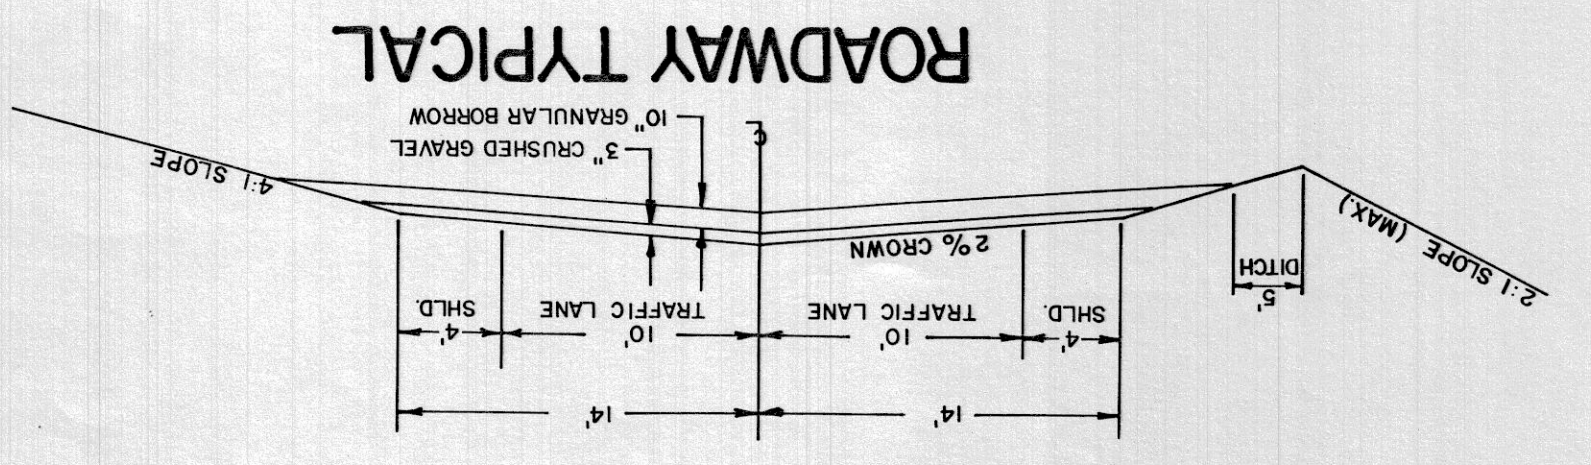 14'
14'
4'
10'
10'
4'
SHLD.
TRAFFIC LANE
TRAFFIC LANE
SHLD.
5'
DITCH
2:1 SLOPE (MAX.)
2% CROWN
4:1 SLOPE
3" CRUSHED GRAVEL
10" GRANULAR BORROW
℄
ROADWAY TYPICAL